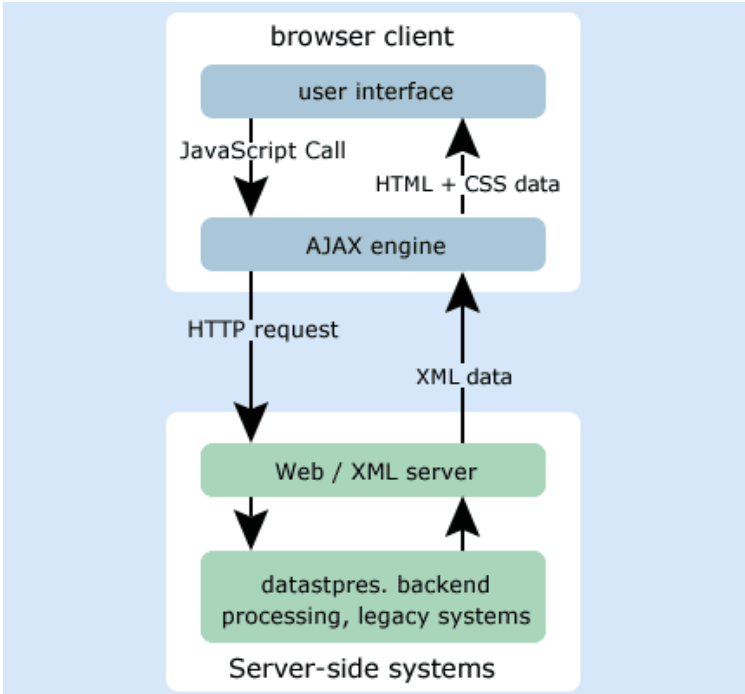 browser client
user interface
JavaScript Call
HTML + CSS data
AJAX engine
HTTP request
XML data
Web / XML server
datastpres. backend
processing, legacy systems
Server-side systems